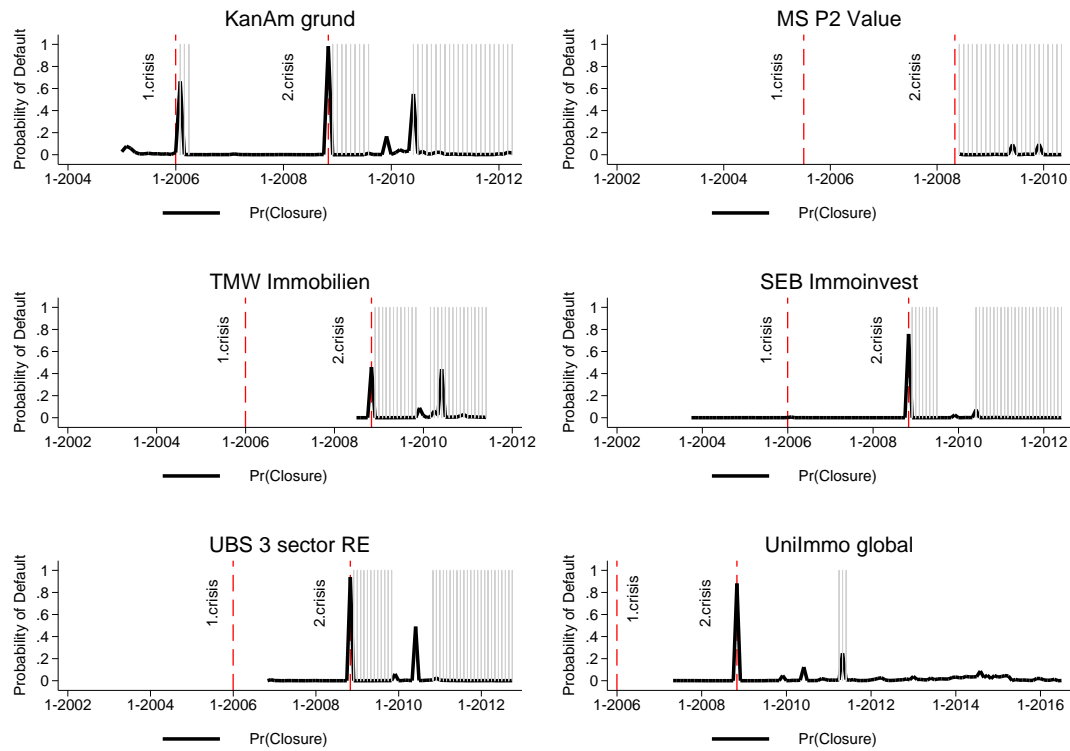 KanAm grund
Probability of Default
1
.8
.6
.4
.2
0
1.crisis
2.crisis
1-2004 1-2006 1-2008 1-2010 1-2012
Pr(Closure)
MS P2 Value
Probability of Default
1
.8
.6
.4
.2
0
1.crisis
2.crisis
1-2002 1-2004 1-2006 1-2008 1-2010
Pr(Closure)
TMW Immobilien
Probability of Default
1
.8
.6
.4
.2
0
1.crisis
2.crisis
1-2002 1-2004 1-2006 1-2008 1-2010 1-2012
Pr(Closure)
SEB Immoinvest
Probability of Default
1
.8
.6
.4
.2
0
1.crisis
2.crisis
1-2002 1-2004 1-2006 1-2008 1-2010 1-2012
Pr(Closure)
UBS 3 sector RE
Probability of Default
1
.8
.6
.4
.2
0
1.crisis
2.crisis
1-2002 1-2004 1-2006 1-2008 1-2010 1-2012
Pr(Closure)
UniImmo global
Probability of Default
1
.8
.6
.4
.2
0
1.crisis
2.crisis
1-2006 1-2008 1-2010 1-2012 1-2014 1-2016
Pr(Closure)